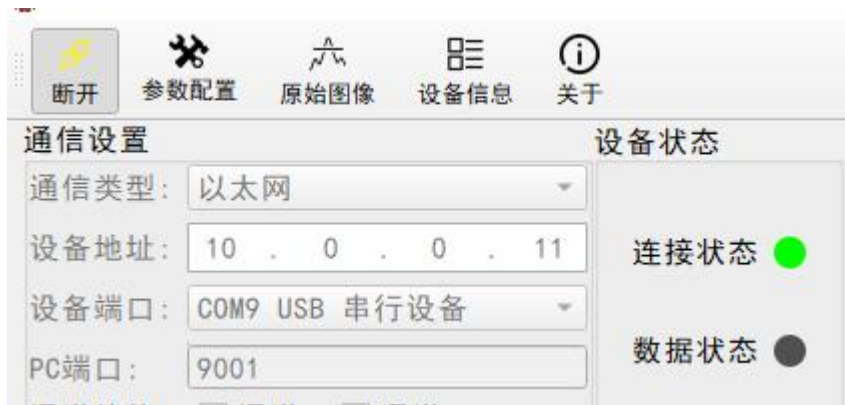 断开 参数配置 原始图像 设备信息 关于
通信设置 设备状态
通信类型: 以太网
设备地址: 10 . 0 . 0 . 11 连接状态
设备端口: COM9 USB 串行设备
数据状态
PC端口: 9001